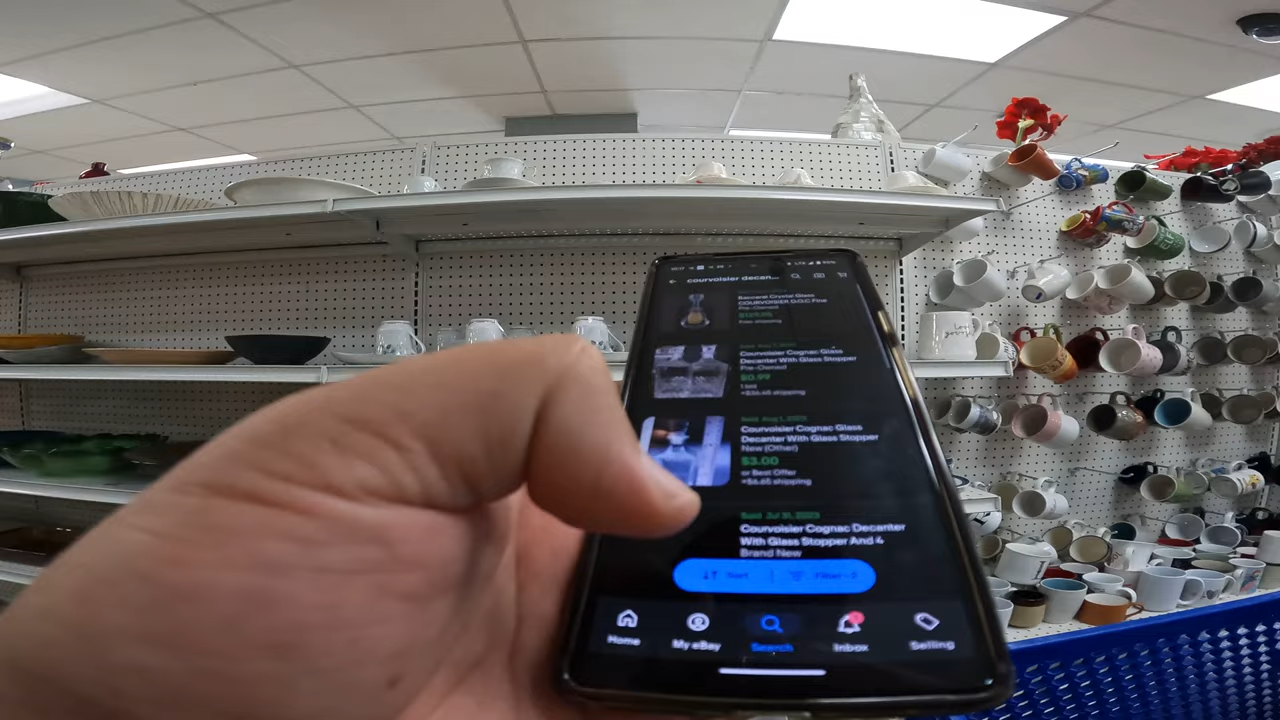 courvoisier decan...
Baccarat Crystal Glass
COURVOISIER
Pre-Owned
Free shipping
Courvoisier Cognac Glass
Decanter With Glass Stopper
Pre-Owned
$0.99
1 bid
Sold Aug 1, 2023
Courvoisier Cognac Glass
Decanter With Glass Stopper
New (Other)
$3.00
or Best Offer
+$6.65 shipping
Sold Jul 31, 2023
Courvoisier Cognac Decanter
With Glass Stopper And 4
Brand New
Sort
Home
My eBay
Search
Inbox
Selling